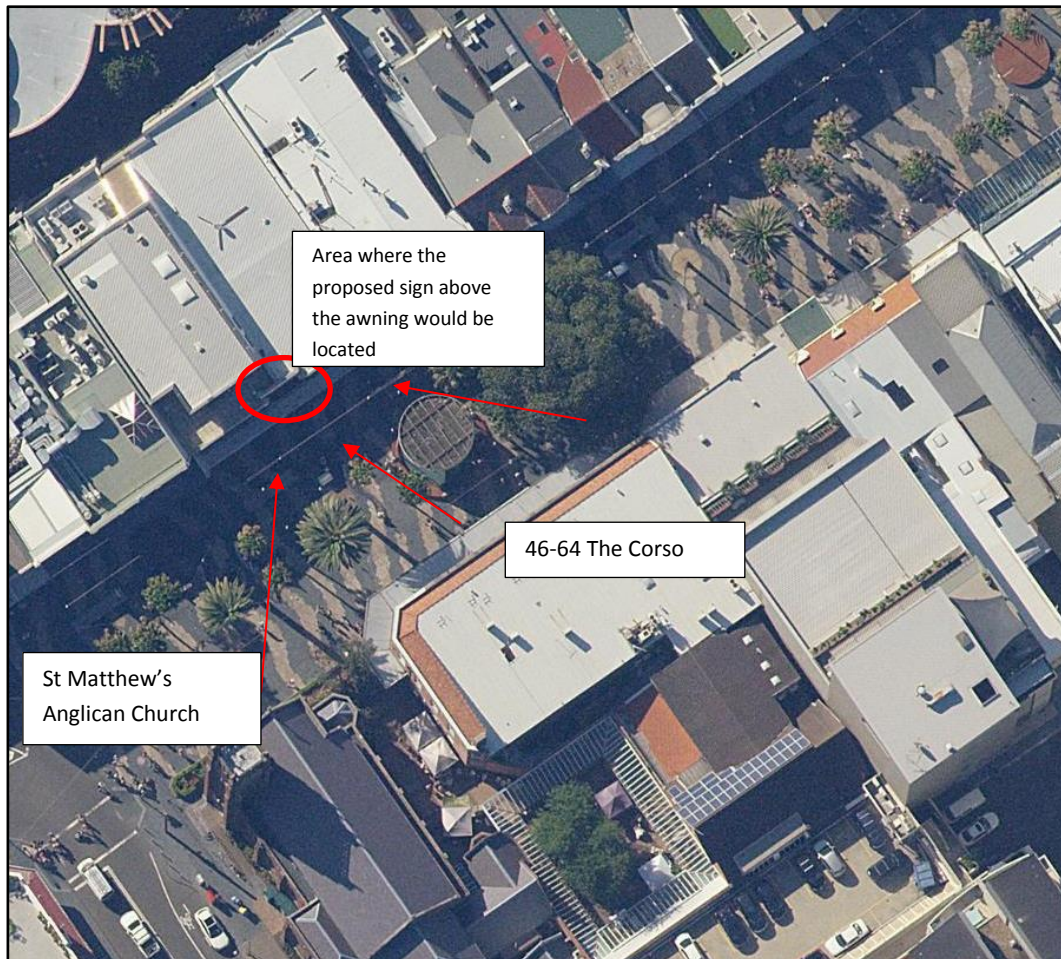 Area where the
proposed sign above
the awning would be
located
46-64 The Corso
St Matthew’s
Anglican Church